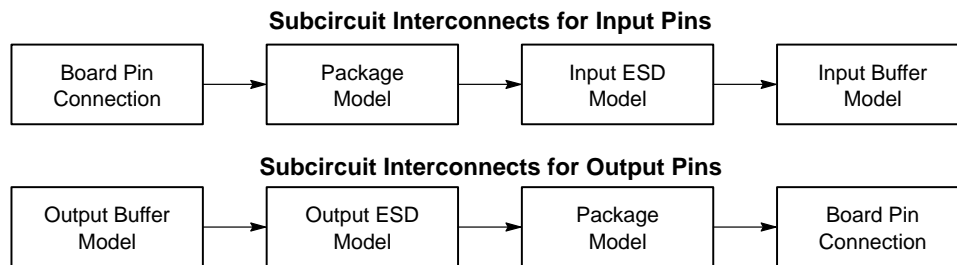 Subcircuit Interconnects for Input Pins
Board Pin
Connection
Package
Model
Input ESD
Model
Input Buffer
Model
Subcircuit Interconnects for Output Pins
Output Buffer
Model
Output ESD
Model
Package
Model
Board Pin
Connection